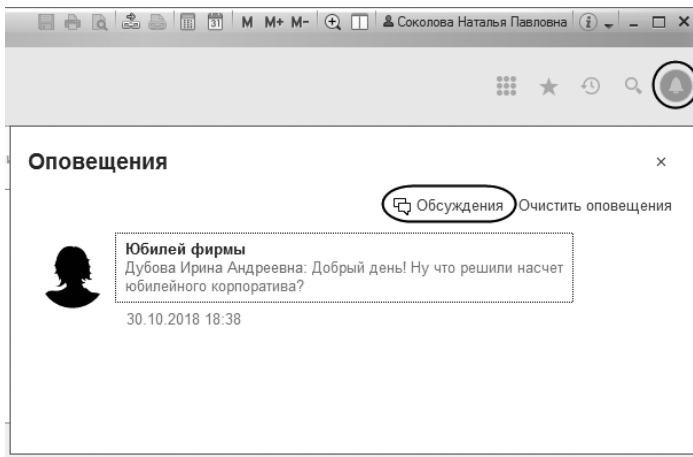 31 M M+ M- Соколова Наталья Павловна i
Оповещения ×
Обсуждения Очистить оповещения
Юбилей фирмы
Дубова Ирина Андреевна: Добрый день! Ну что решили насчет
юбилейного корпоратива?
30.10.2018 18:38